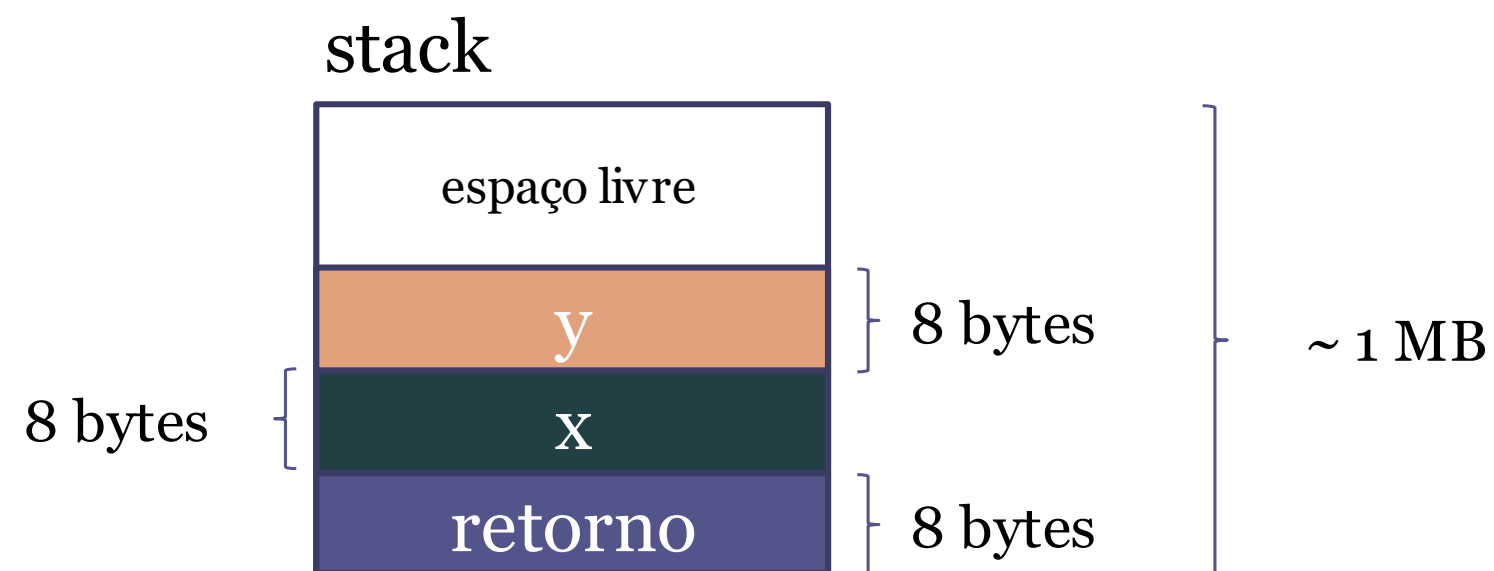 stack
espaço livre
y
8 bytes
~ 1 MB
8 bytes
x
retorno
8 bytes